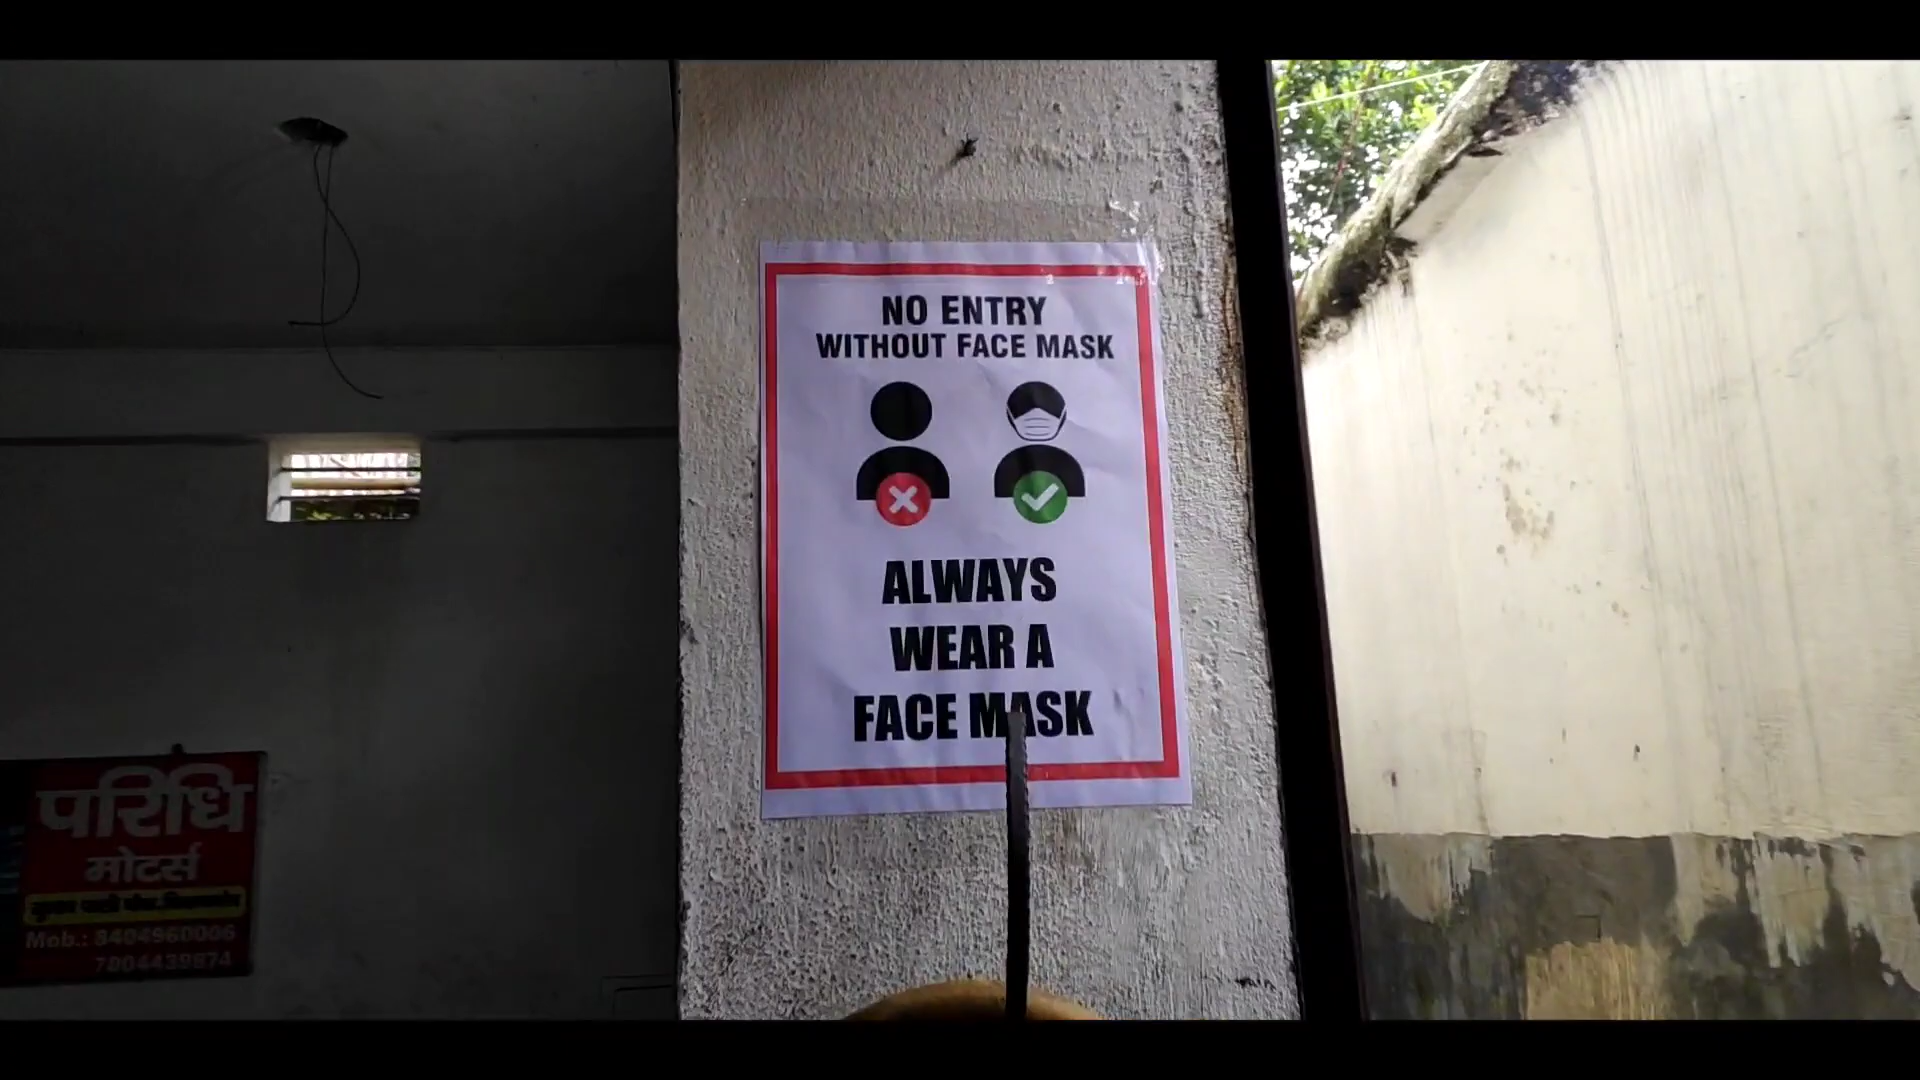 NO ENTRY
WITHOUT FACE MASK
ALWAYS
WEAR A
FACE MASK
परिधि
मोटर्स
Mob.: 8404960006
7004439874